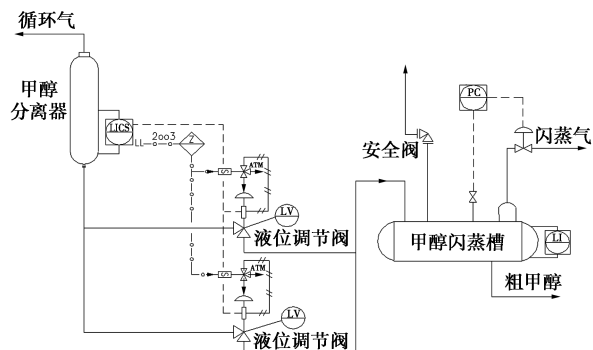 循环气
甲醇
分离器
LICS
LL
2oo3
Z
S
ATM
LV
液位调节阀
S
ATM
LV
液位调节阀
PC
安全阀
闪蒸气
甲醇闪蒸槽
LI
粗甲醇